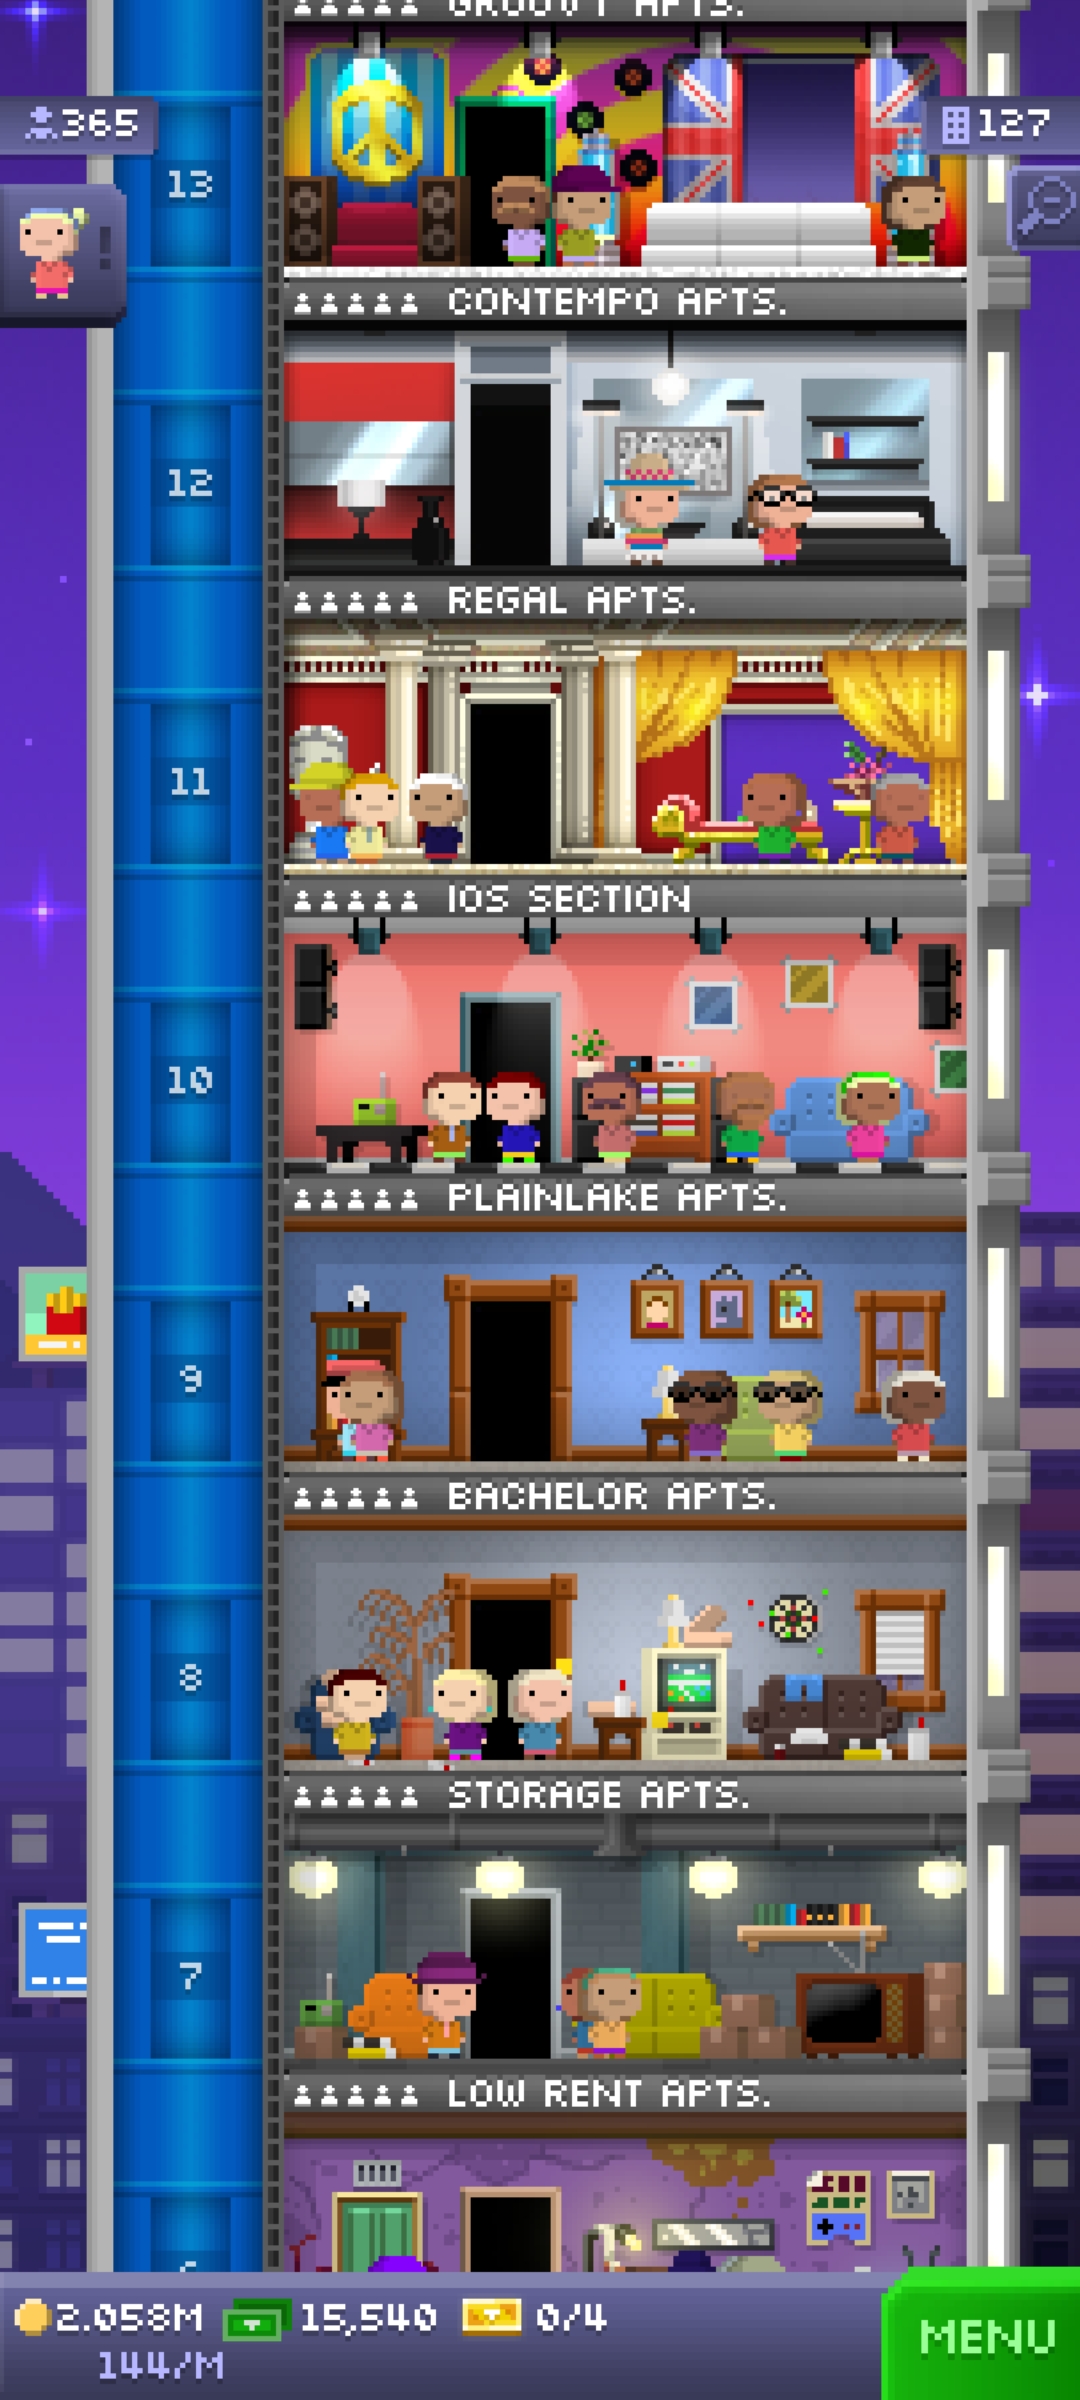 GROOVY APTS.
365
127
13
CONTEMPO APTS.
12
REGAL APTS.
11
IOS SECTION
10
PLAINLAKE APTS.
9
BACHELOR APTS.
8
STORAGE APTS.
7
LOW RENT APTS.
2.058M 15,540 0/4
144/M
MENU